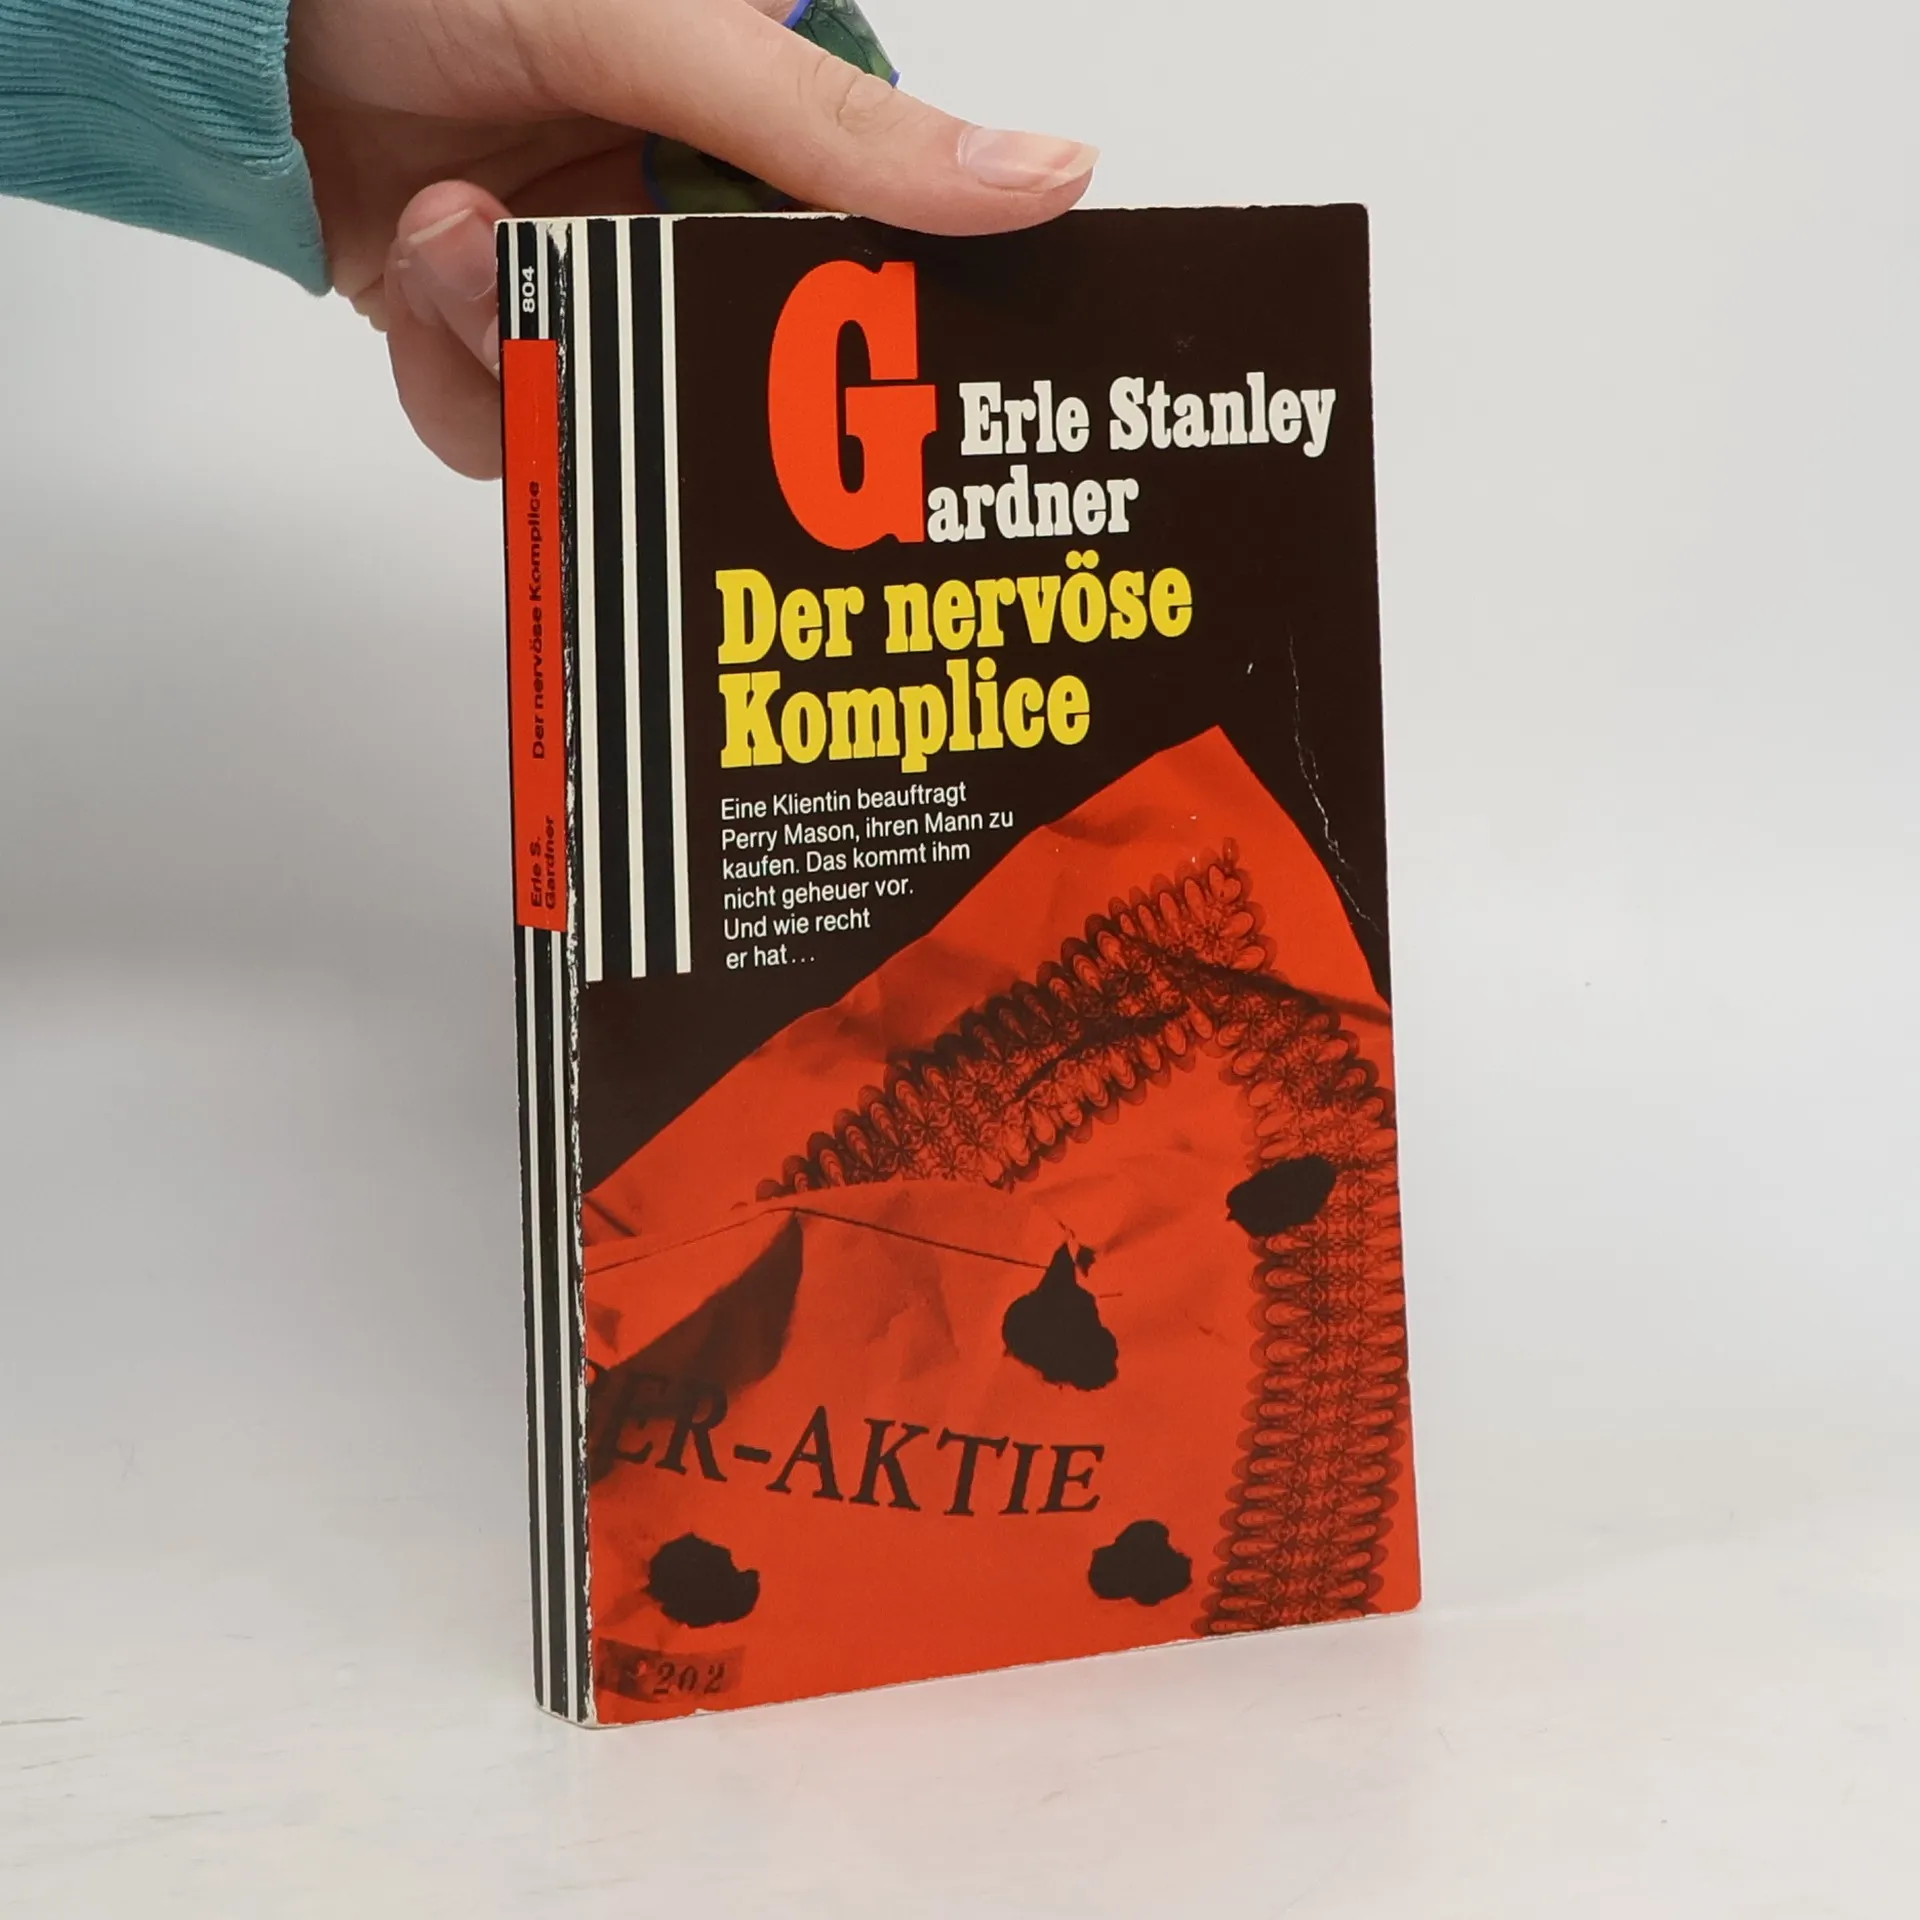 804
Der nervöse Komplice
Erle S.
Gardner
Erle Stanley
Gardner
Der nervöse
Komplice
Eine Klientin beauftragt
Perry Mason, ihren Mann zu
kaufen. Das kommt ihm
nicht geheuer vor.
Und wie recht
er hat...
ER-AKTIE
202